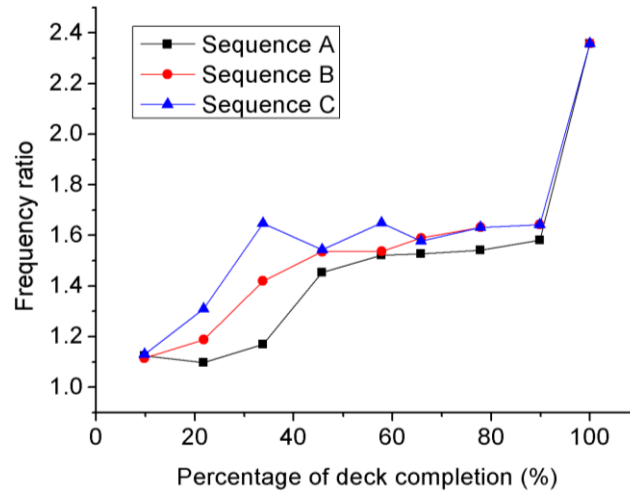 2.4
2.2
2.0
1.8
1.6
1.4
1.2
1.0
Frequency ratio
Sequence A
Sequence B
Sequence C
0 20 40 60 80 100
Percentage of deck completion (%)